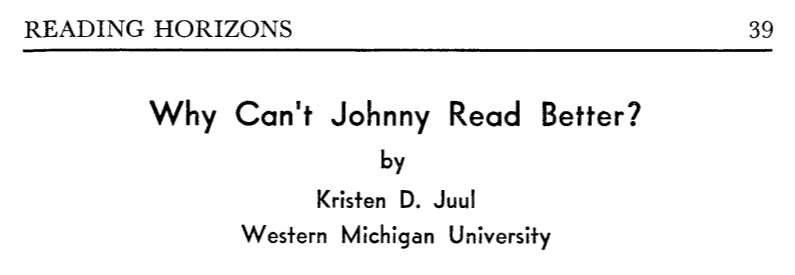 READING HORIZONS 39
Why Can't Johnny Read Better?
by
Kristen D. Juul
Western Michigan University